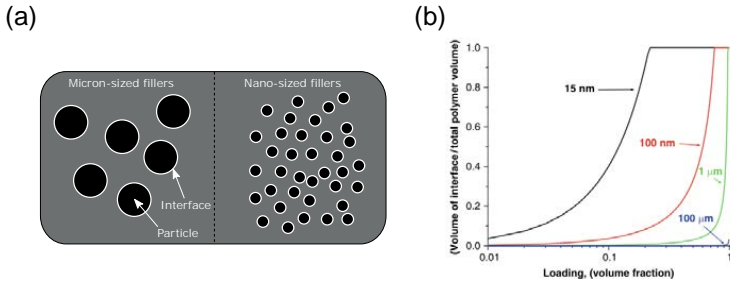 (a)
Micron-sized fillers
Nano-sized fillers
Interface
Particle
(b)
(Volume of interface/total polymer volume)
1.0
0.8
0.6
0.4
0.2
0.0
15 nm
100 nm
1 μm
100 μm
0.01
0.1
1
Loading, (volume fraction)